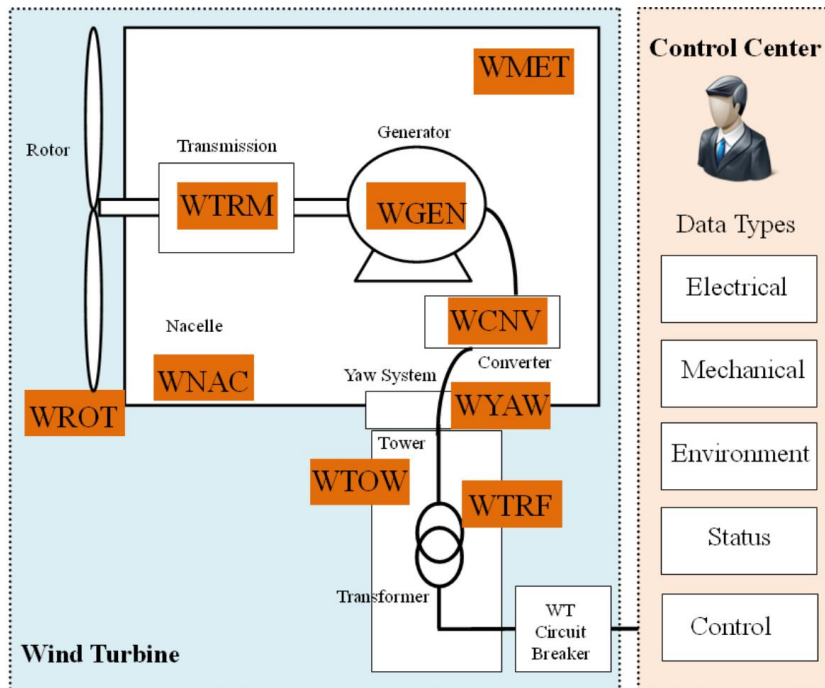 WMET
Generator
Transmission
Rotor
WTRM
WGEN
WCNV
Nacelle
Converter
WNAC
Yaw System
WROT
WYAW
Tower
WTOW
WTRF
Transformer
WT
Circuit
Breaker
Wind Turbine
Control Center
Data Types
Electrical
Mechanical
Environment
Status
Control